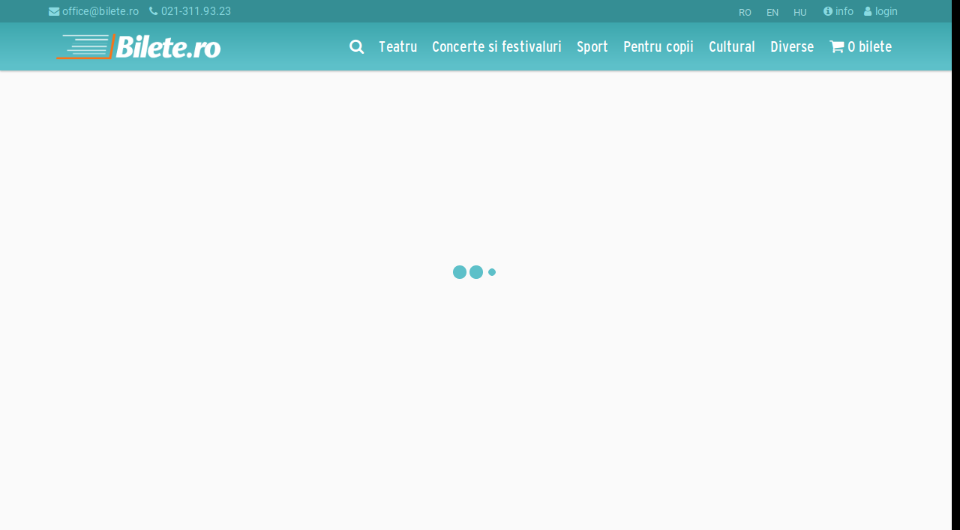 office@bilete.ro 021-311.93.23 RO EN HU info login
Bilete.ro Teatru Concerte si festivaluri Sport Pentru copii Cultural Diverse 0 bilete